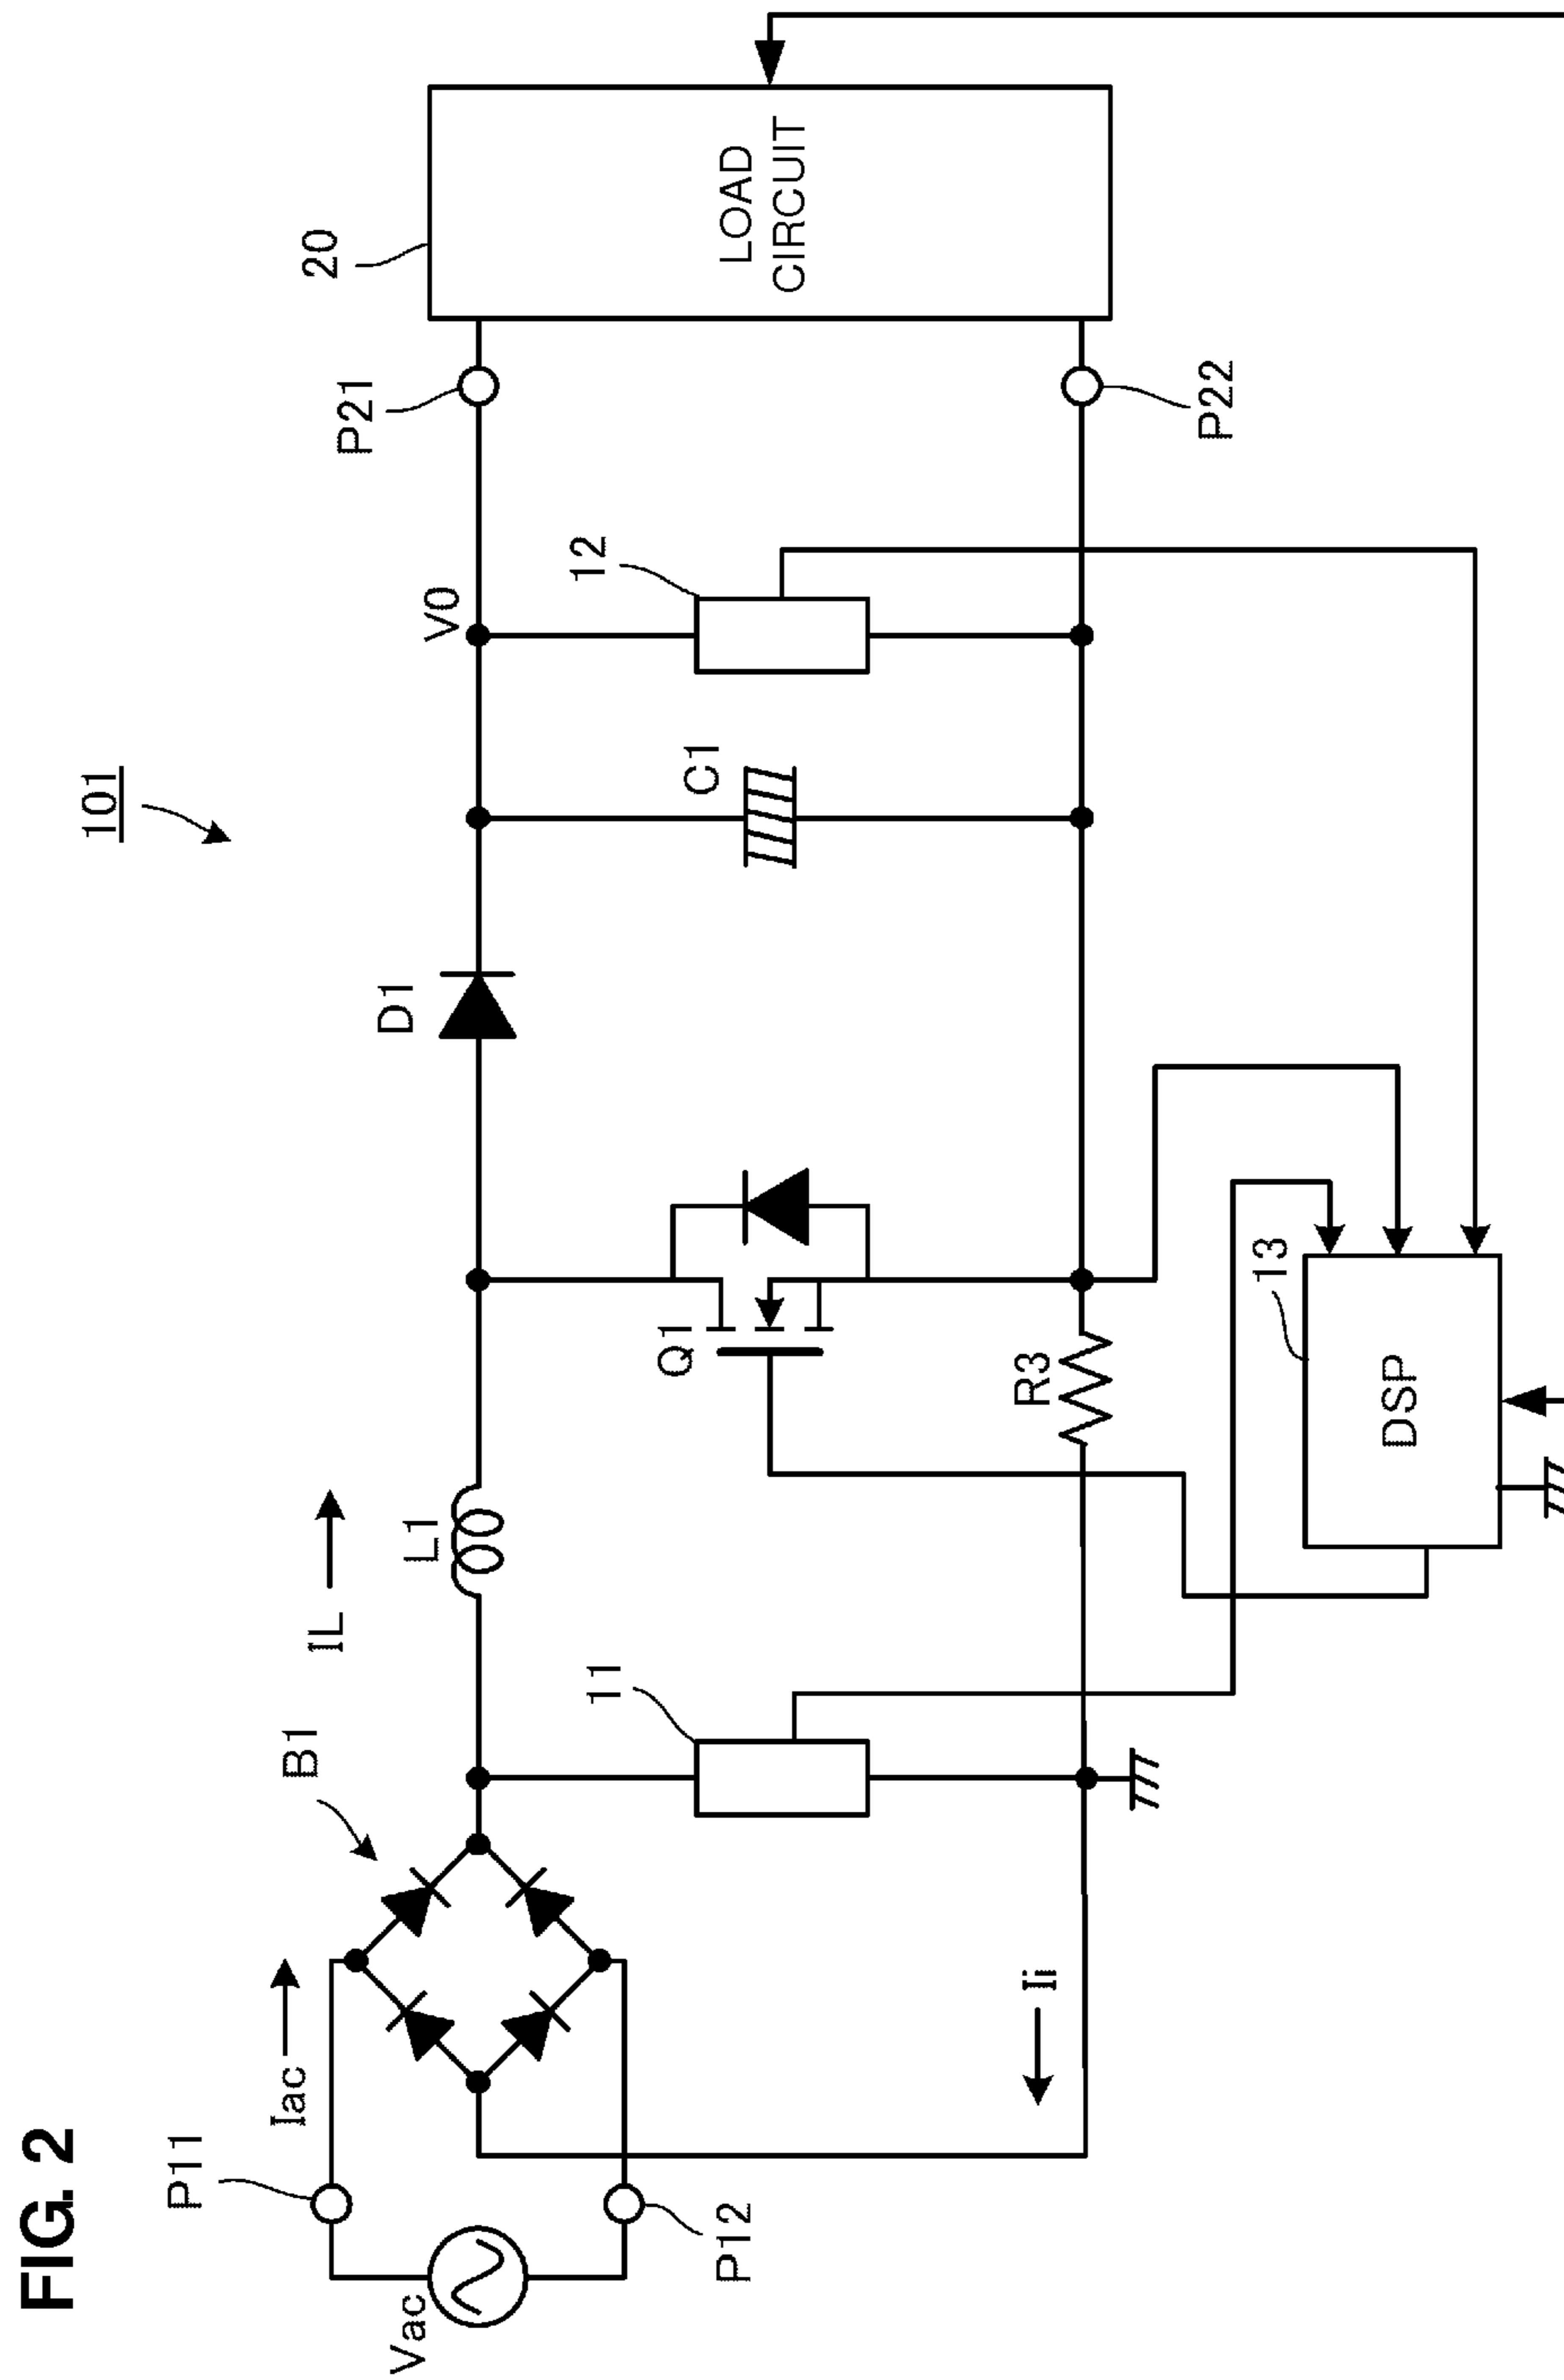 FIG. 2
101
Vac
P11
P12
Iac
B1
IL
L1
11
Ii
Q1
R3
D1
C1
V0
12
P21
P22
20
LOAD
CIRCUIT
13
DSP